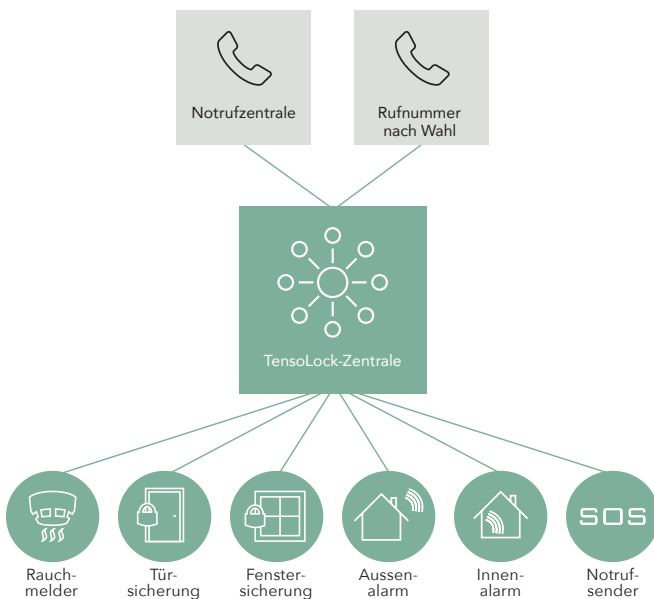 Notrufzentrale
Rufnummer
nach Wahl
TensoLock-Zentrale
SOS
Rauch-
melder
Tür-
sicherung
Fenster-
sicherung
Aussen-
alarm
Innen-
alarm
Notruf-
sender